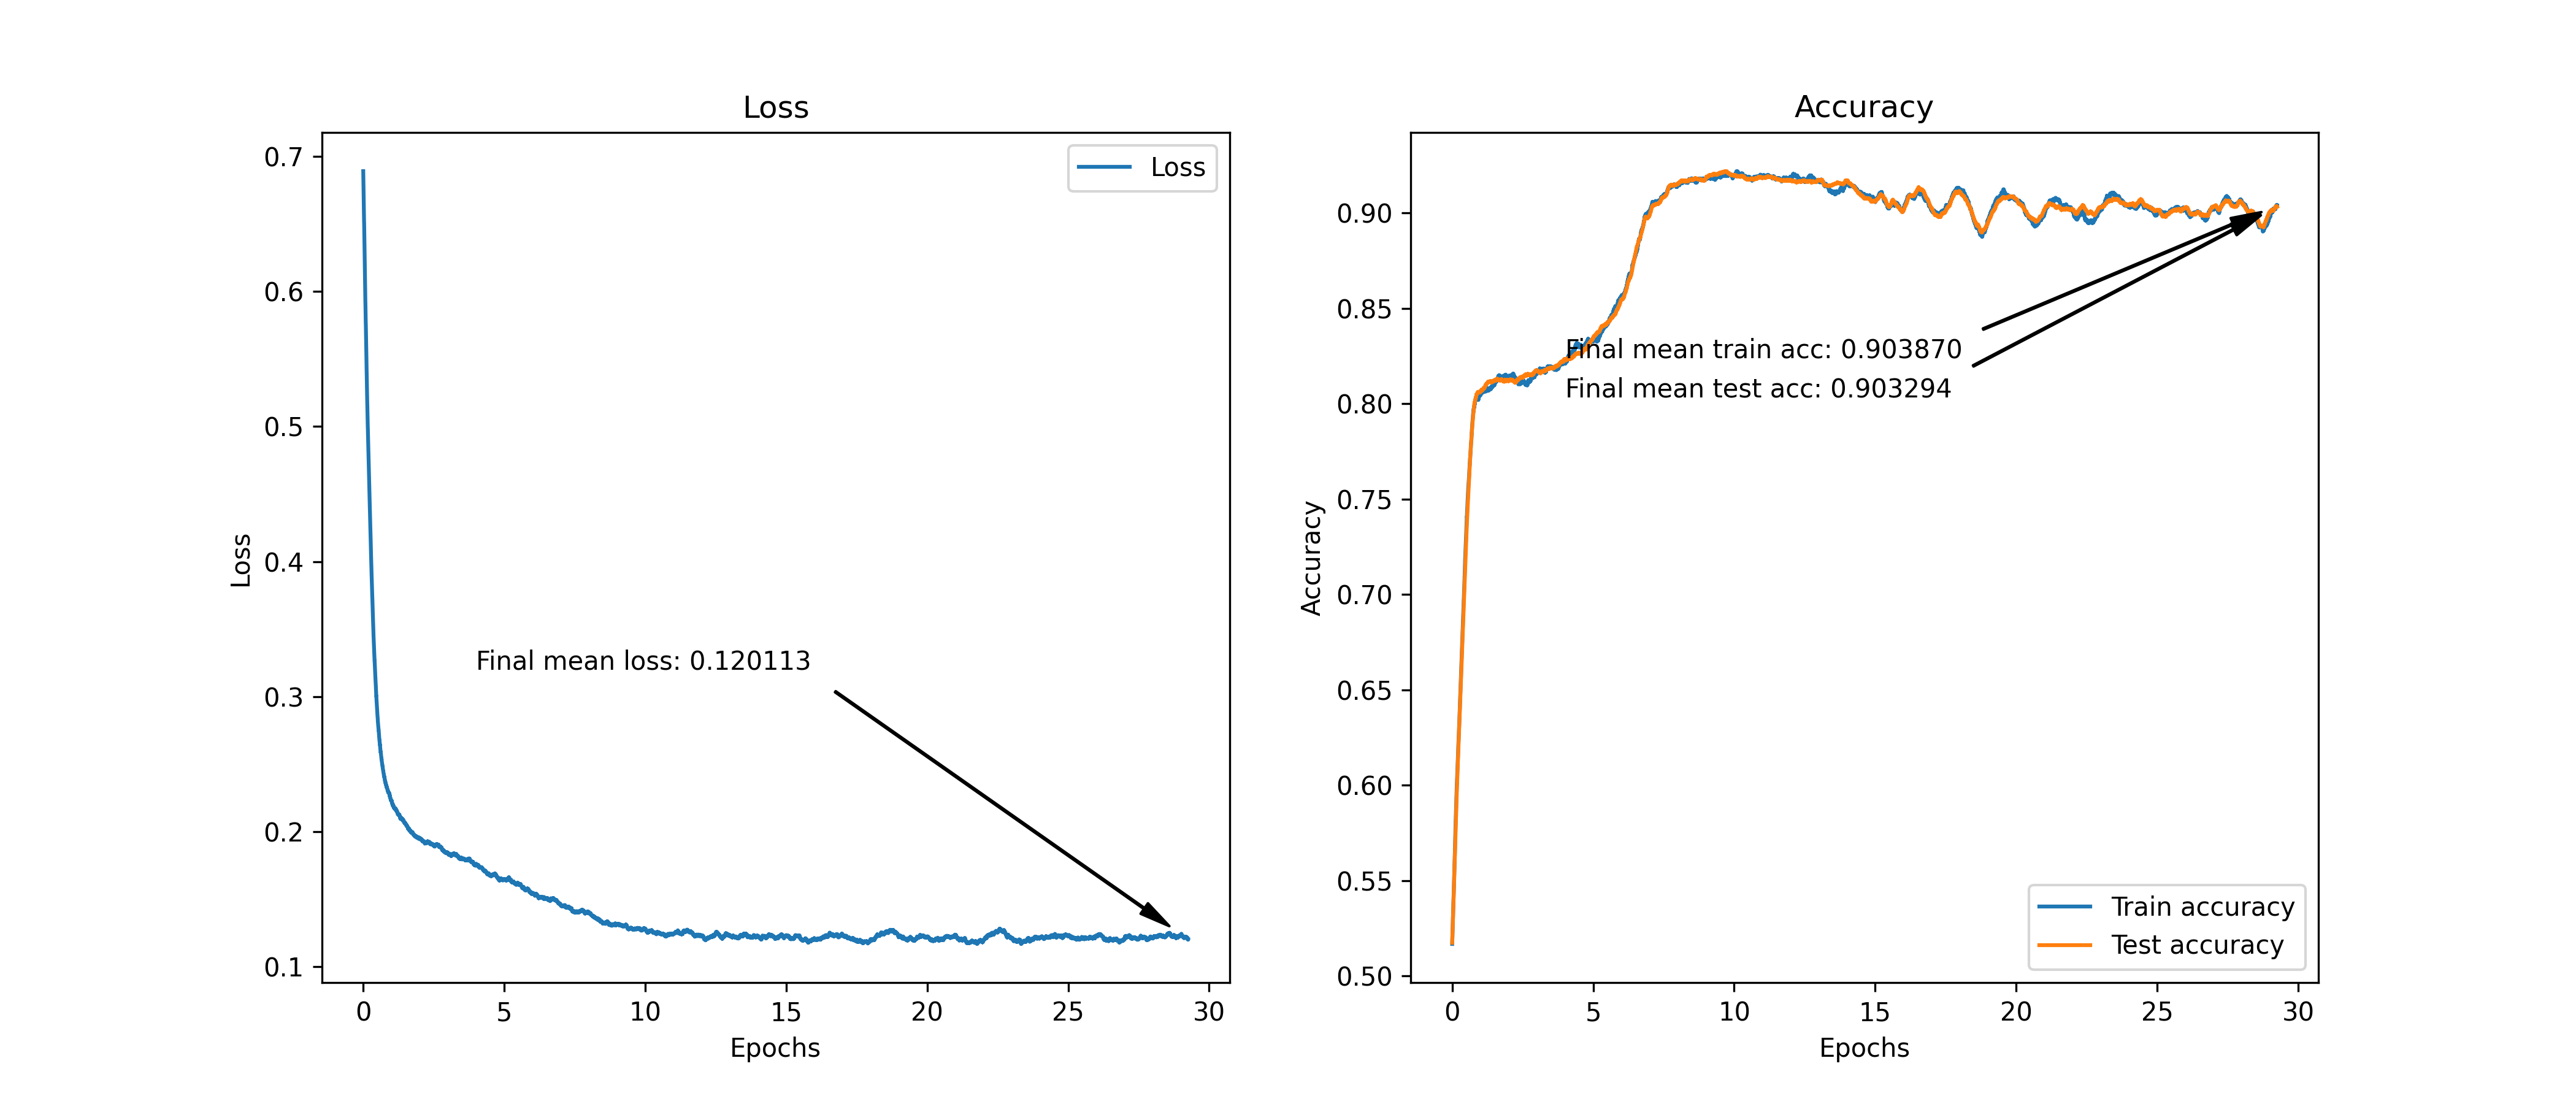 Loss
Loss
0.7
0.6
0.5
0.4
0.3
0.2
0.1
Loss
Final mean loss: 0.120113
0 5 10 15 20 25 30
Epochs
Accuracy
0.90
0.85
0.80
0.75
0.70
0.65
0.60
0.55
0.50
Accuracy
Final mean train acc: 0.903870
Final mean test acc: 0.903294
Train accuracy
Test accuracy
0 5 10 15 20 25 30
Epochs